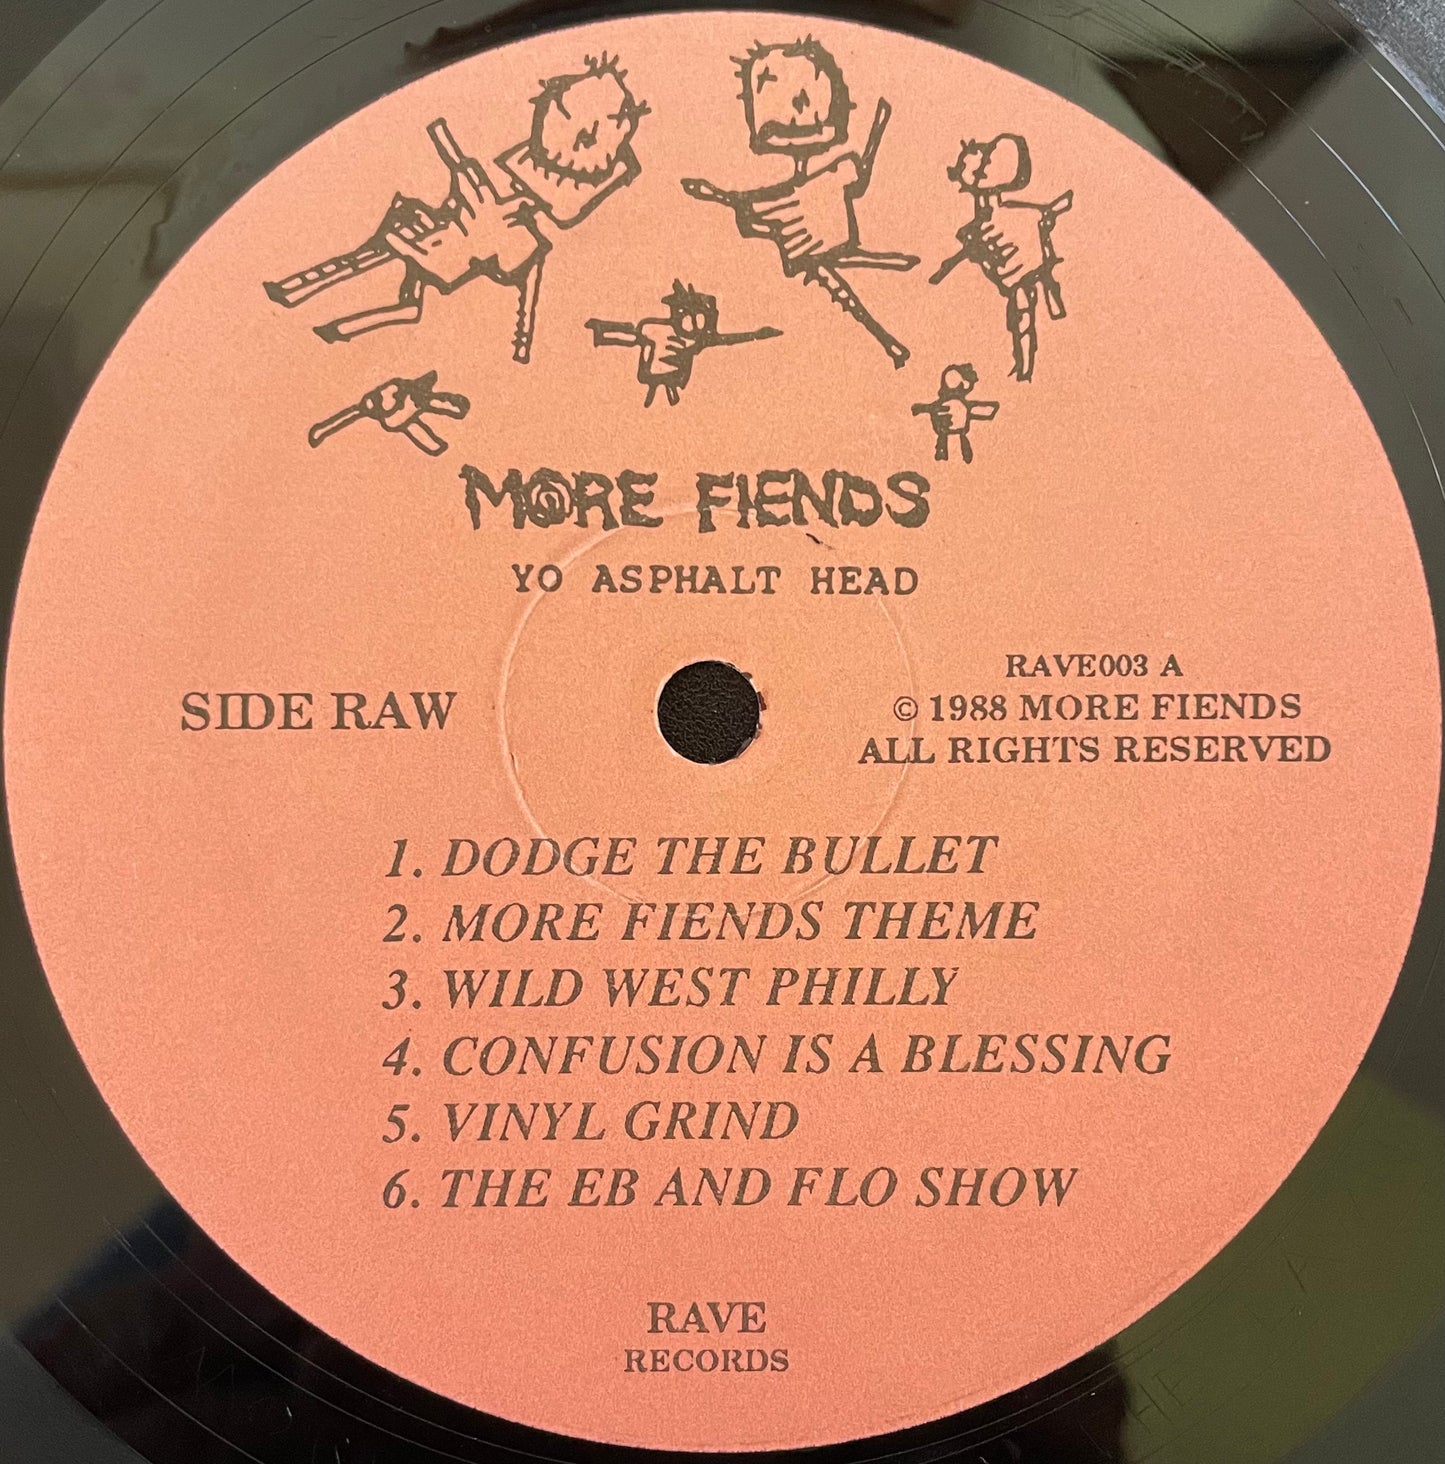 MORE FIENDS
YO ASPHALT HEAD
SIDE RAW
RAVE003 A
© 1988 MORE FIENDS
ALL RIGHTS RESERVED
1. DODGE THE BULLET
2. MORE FIENDS THEME
3. WILD WEST PHILLY
4. CONFUSION IS A BLESSING
5. VINYL GRIND
6. THE EB AND FLO SHOW
RAVE
RECORDS